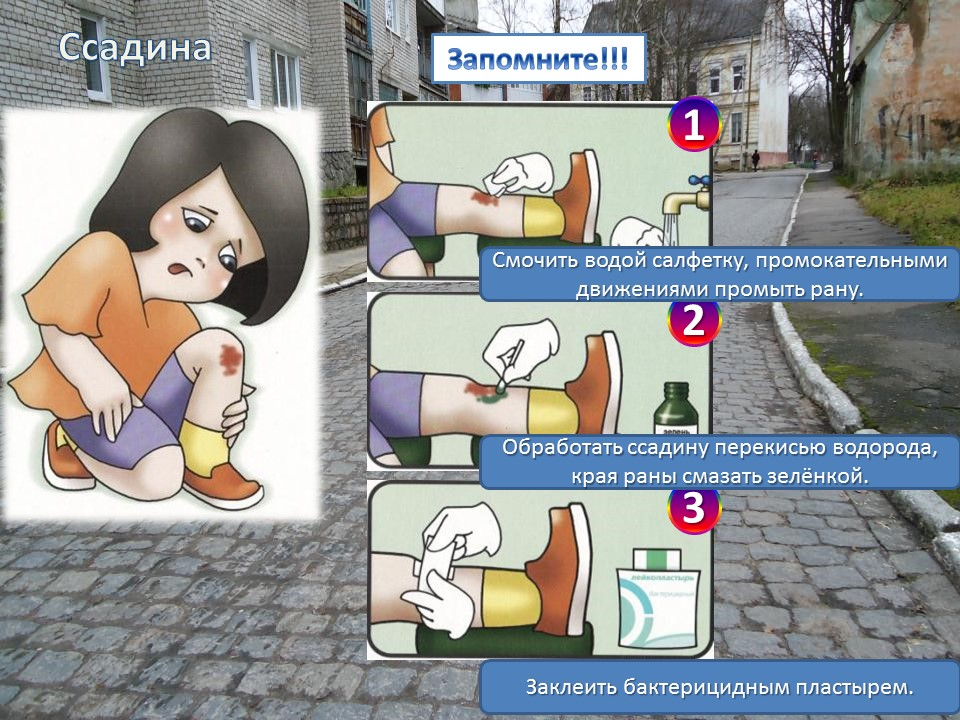 Ссадина
Запомните!!!
1
Смочить водой салфетку, промокательными
движениями промыть рану.
2
зелень
Обработать ссадину перекисью водорода,
края раны смазать зелёнкой.
3
лейкопластырь
бактерицидный
Заклеить бактерицидным пластырем.